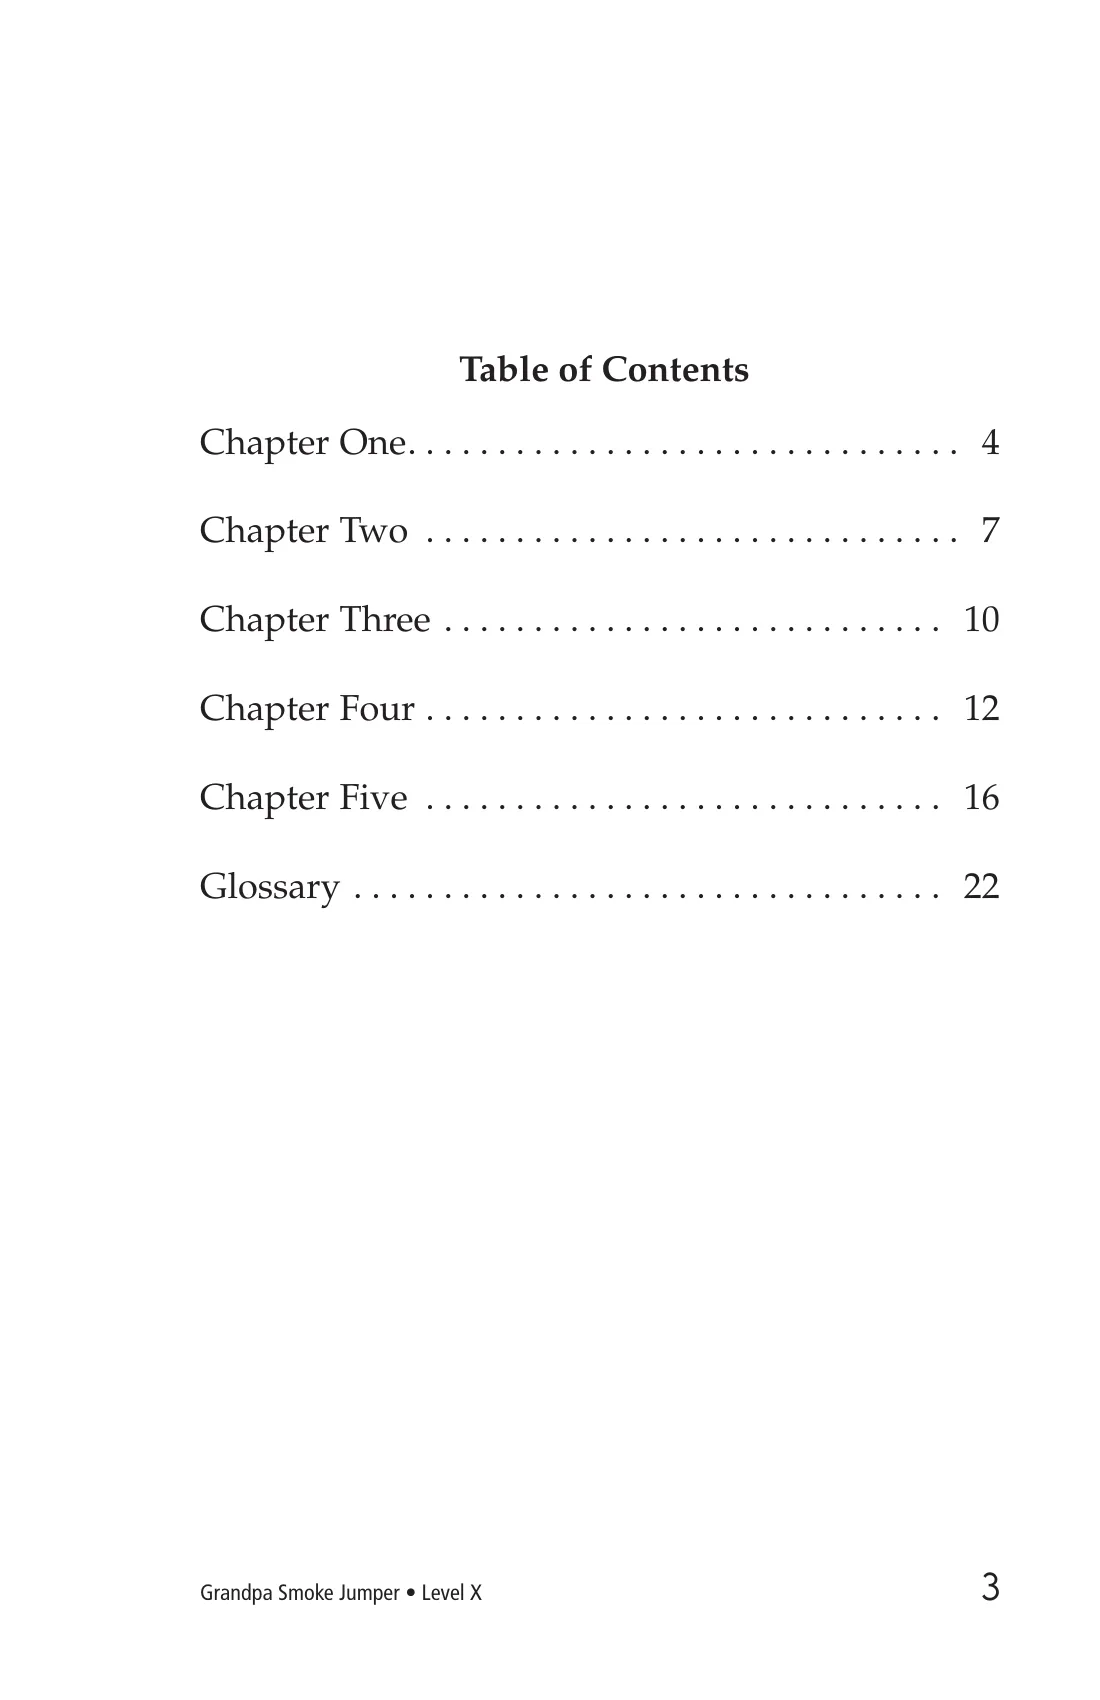 Table of Contents
Chapter One. . . . . . . . . . . . . . . . . . . . . . . . . . . . . . . 4
Chapter Two . . . . . . . . . . . . . . . . . . . . . . . . . . . . . . 7
Chapter Three . . . . . . . . . . . . . . . . . . . . . . . . . . . . 10
Chapter Four . . . . . . . . . . . . . . . . . . . . . . . . . . . . . 12
Chapter Five . . . . . . . . . . . . . . . . . . . . . . . . . . . . . 16
Glossary . . . . . . . . . . . . . . . . . . . . . . . . . . . . . . . . . 22
Grandpa Smoke Jumper • Level X 3